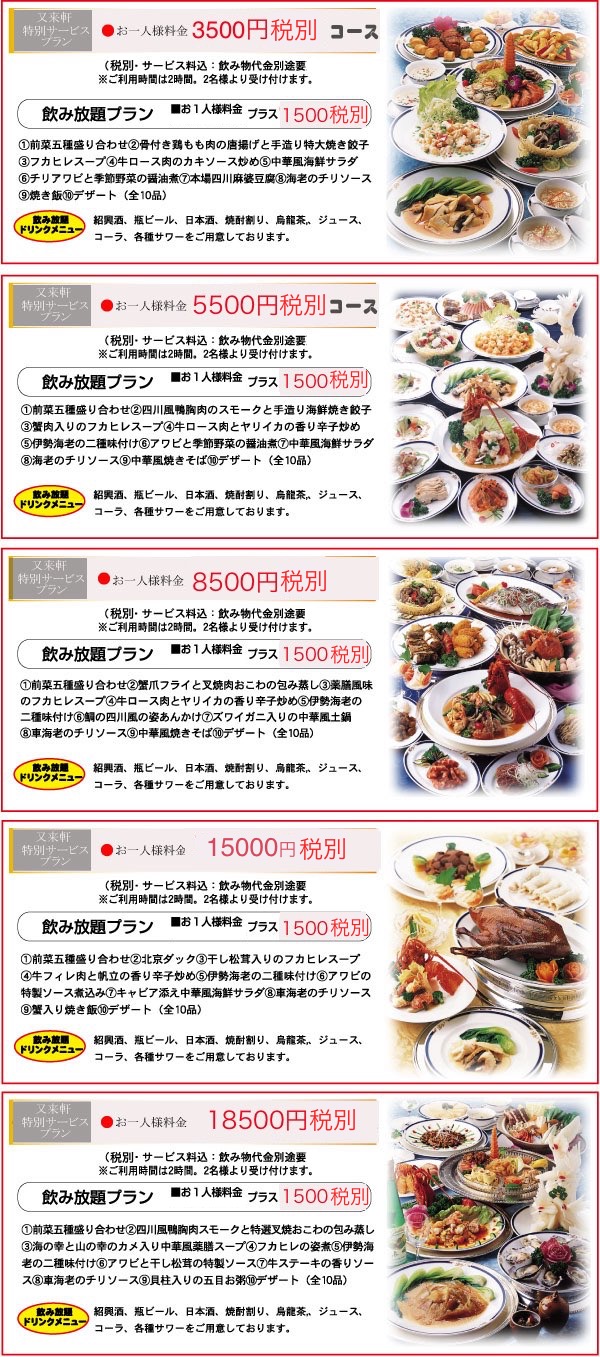 又来軒
特別サービス
プラン
●お一人様料金 3500円税別 コース
（税別・サービス料込：飲み物代金別途要
※ご利用時間は2時間。2名様より受け付けます。
飲み放題プラン ■お1人様料金 プラス 1500税別
①前菜五種盛り合わせ②骨付き鶏もも肉の唐揚げと手造り特大焼き餃子
③フカヒレスープ④牛ロース肉のカキソース炒め⑤中華風海鮮サラダ
⑥チリアワビと季節野菜の醤油煮⑦本場四川麻婆豆腐⑧海老のチリソース
⑨焼き飯⑩デザート（全10品）
飲み放題
ドリンクメニュー
紹興酒、瓶ビール、日本酒、焼酎割り、烏龍茶,、ジュース、
コーラ、各種サワーをご用意しております。
又来軒
特別サービス
プラン
●お一人様料金 5500円税別 コース
（税別・サービス料込：飲み物代金別途要
※ご利用時間は2時間。2名様より受け付けます。
飲み放題プラン ■お1人様料金 プラス 1500税別
①前菜五種盛り合わせ②四川風鴨胸肉のスモークと手造り海鮮焼き餃子
③蟹肉入りのフカヒレスープ④牛ロース肉とヤリイカの香り辛子炒め
⑤伊勢海老の二種味付け⑥アワビと季節野菜の醤油煮⑦中華風海鮮サラダ
⑧海老のチリソース⑨中華風焼きそば⑩デザート（全10品）
飲み放題
ドリンクメニュー
紹興酒、瓶ビール、日本酒、焼酎割り、烏龍茶,、ジュース、
コーラ、各種サワーをご用意しております。
又来軒
特別サービス
プラン
●お一人様料金 8500円税別
（税別・サービス料込：飲み物代金別途要
※ご利用時間は2時間。2名様より受け付けます。
飲み放題プラン ■お1人様料金 プラス 1500税別
①前菜五種盛り合わせ②蟹爪フライと叉焼肉おこわの包み蒸し③薬膳風味
のフカヒレスープ④牛ロース肉とヤリイカの香り辛子炒め⑤伊勢海老の
二種味付け⑥鯛の四川風の姿あんかけ⑦ズワイガニ入りの中華風土鍋
⑧車海老のチリソース⑨中華風焼きそば⑩デザート（全10品）
飲み放題
ドリンクメニュー
紹興酒、瓶ビール、日本酒、焼酎割り、烏龍茶,、ジュース、
コーラ、各種サワーをご用意しております。
又来軒
特別サービス
プラン
●お一人様料金 15000円税別
（税別・サービス料込：飲み物代金別途要
※ご利用時間は2時間。2名様より受け付けます。
飲み放題プラン ■お1人様料金 プラス 1500税別
①前菜五種盛り合わせ②北京ダック③干し松茸入りのフカヒレスープ
④牛フィレ肉と帆立の香り辛子炒め⑤伊勢海老の二種味付け⑥アワビの
特製ソース煮込み⑦キャビア添え中華風海鮮サラダ⑧車海老のチリソース
⑨蟹入り焼き飯⑩デザート（全10品）
飲み放題
ドリンクメニュー
紹興酒、瓶ビール、日本酒、焼酎割り、烏龍茶,、ジュース、
コーラ、各種サワーをご用意しております。
又来軒
特別サービス
プラン
●お一人様料金 18500円税別
（税別・サービス料込：飲み物代金別途要
※ご利用時間は2時間。2名様より受け付けます。
飲み放題プラン ■お1人様料金 プラス 1500税別
①前菜五種盛り合わせ②四川風鴨胸肉スモークと特選叉焼おこわの包み蒸し
③海の幸と山の幸のカメ入り中華風薬膳スープ④フカヒレの姿煮⑤伊勢海
老の二種味付け⑥アワビと干し松茸の特製ソース⑦牛ステーキの香りソー
ス⑧車海老のチリソース⑨貝柱入りの五目お粥⑩デザート（全10品）
飲み放題
ドリンクメニュー
紹興酒、瓶ビール、日本酒、焼酎割り、烏龍茶,、ジュース、
コーラ、各種サワーをご用意しております。